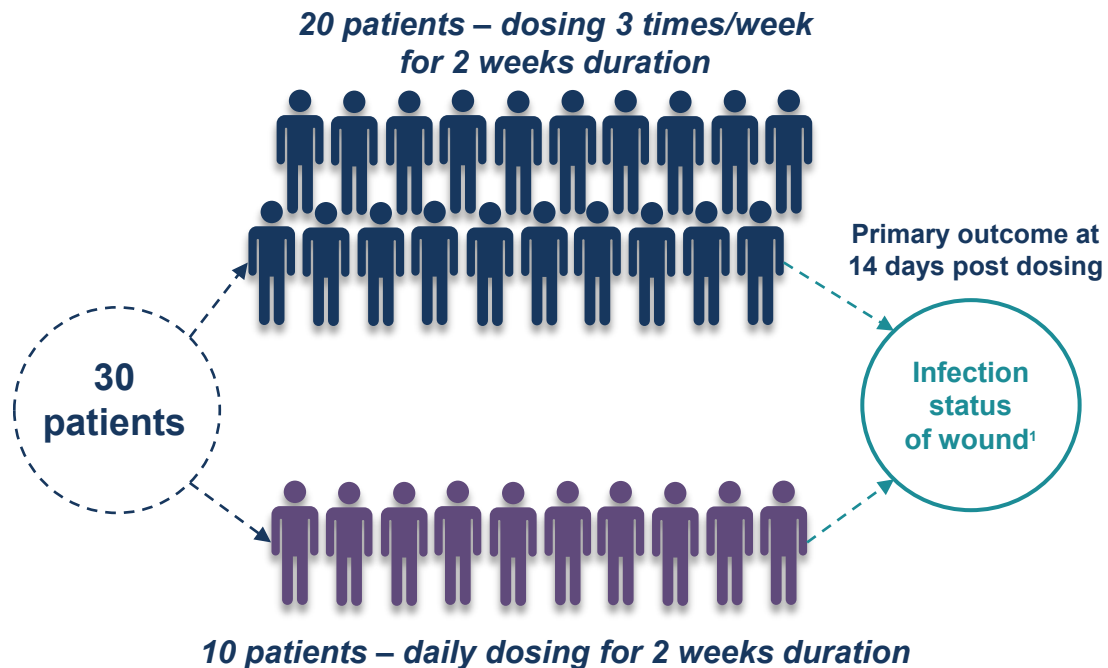 20 patients – dosing 3 times/week
for 2 weeks duration
30
patients
Primary outcome at
14 days post dosing
Infection
status
of wound¹
10 patients – daily dosing for 2 weeks duration